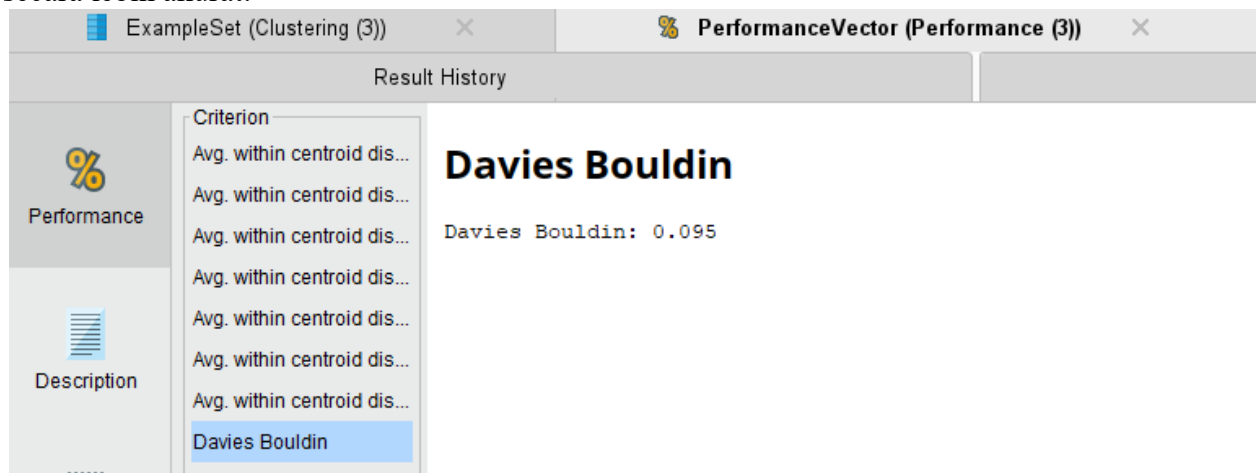 ExampleSet (Clustering (3))
% PerformanceVector (Performance (3))
Result History
Criterion
%
Performance
Description
Avg. within centroid dis...
Avg. within centroid dis...
Avg. within centroid dis...
Avg. within centroid dis...
Avg. within centroid dis...
Avg. within centroid dis...
Avg. within centroid dis...
Davies Bouldin
Davies Bouldin
Davies Bouldin: 0.095